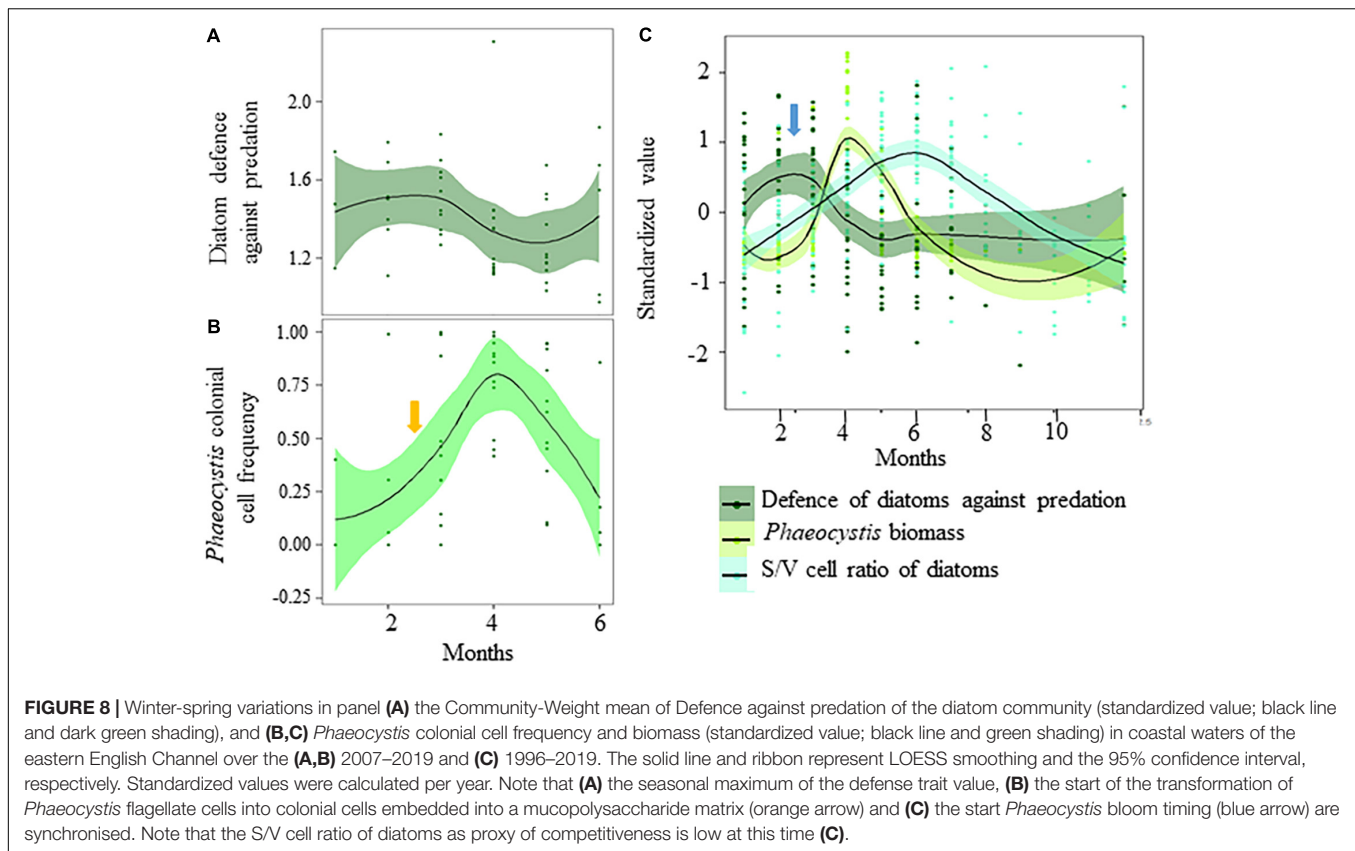 A
Diatom defence
against predation
2.0
1.6
1.2
B
Phaeocystis colonial
cell frequency
1.00
0.75
0.50
0.25
0.00
-0.25
2
4
6
Months
C
Standardized value
2
1
0
-1
-2
2
4
6
8
10
Months
Defence of diatoms against predation
Phaeocystis biomass
S/V cell ratio of diatoms
FIGURE 8 | Winter-spring variations in panel (A) the Community-Weight mean of Defence against predation of the diatom community (standardized value; black line
and dark green shading), and (B,C) Phaeocystis colonial cell frequency and biomass (standardized value; black line and green shading) in coastal waters of the
eastern English Channel over the (A,B) 2007–2019 and (C) 1996–2019. The solid line and ribbon represent LOESS smoothing and the 95% confidence interval,
respectively. Standardized values were calculated per year. Note that (A) the seasonal maximum of the defense trait value, (B) the start of the transformation of
Phaeocystis flagellate cells into colonial cells embedded into a mucopolysaccharide matrix (orange arrow) and (C) the start Phaeocystis bloom timing (blue arrow) are
synchronised. Note that the S/V cell ratio of diatoms as proxy of competitiveness is low at this time (C).